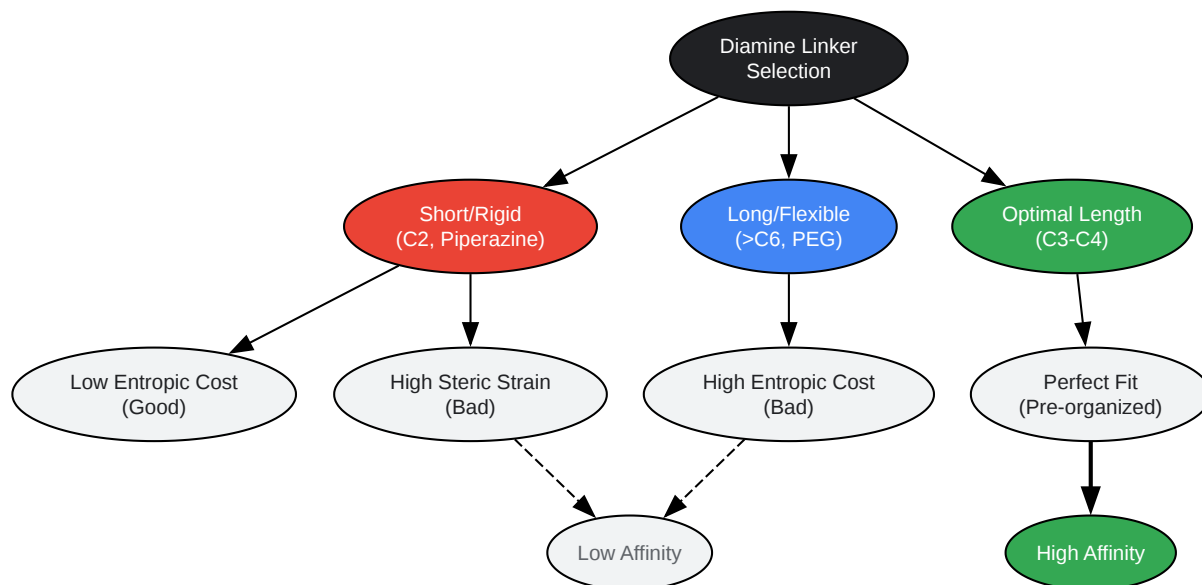 Diamine Linker
Selection
Short/Rigid
(C2, Piperazine)
Long/Flexible
(>C6, PEG)
Optimal Length
(C3-C4)
Low Entropic Cost
(Good)
High Steric Strain
(Bad)
High Entropic Cost
(Bad)
Perfect Fit
(Pre-organized)
Low Affinity
High Affinity